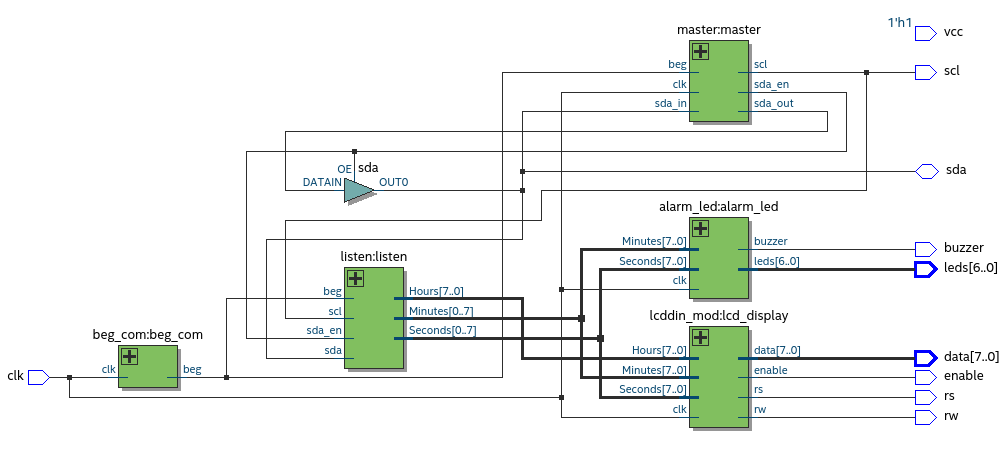 1'h1
vcc
master:master
beg
clk
sda_in
scl
sda_en
sda_out
scl
OE
sda
DATAIN
OUT0
sda
alarm_led:alarm_led
Minutes[7..0]
Seconds[7..0]
clk
buzzer
leds[6..0]
buzzer
leds[6..0]
listen:listen
beg
scl
sda_en
sda
Hours[7..0]
Minutes[0..7]
Seconds[0..7]
lcddin_mod:lcd_display
Hours[7..0]
Minutes[7..0]
Seconds[7..0]
clk
data[7..0]
enable
rs
rw
data[7..0]
enable
rs
rw
beg_com:beg_com
clk
clk
beg